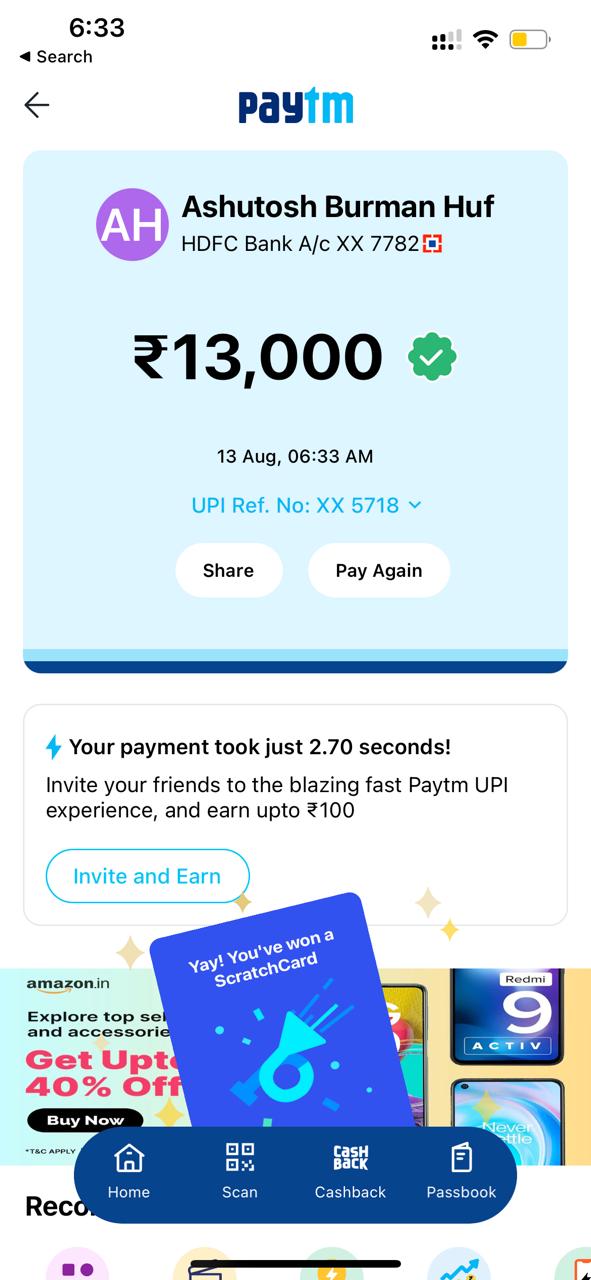 6:33
◀ Search
paytm
AH
Ashutosh Burman Huf
HDFC Bank A/c XX 7782
₹13,000
13 Aug, 06:33 AM
UPI Ref. No: XX 5718
Share
Pay Again
Your payment took just 2.70 seconds!
Invite your friends to the blazing fast Paytm UPI
experience, and earn upto ₹100
Invite and Earn
Yay! You've won a
ScratchCard
amazon.in
Explore top sel
and accessorie
Get Upto
40% Off
Buy Now
*T&C APPLY
Redmi
9
ACTIV
Never
ettle
Home
Scan
CASH
BACK
Cashback
Passbook
Reco